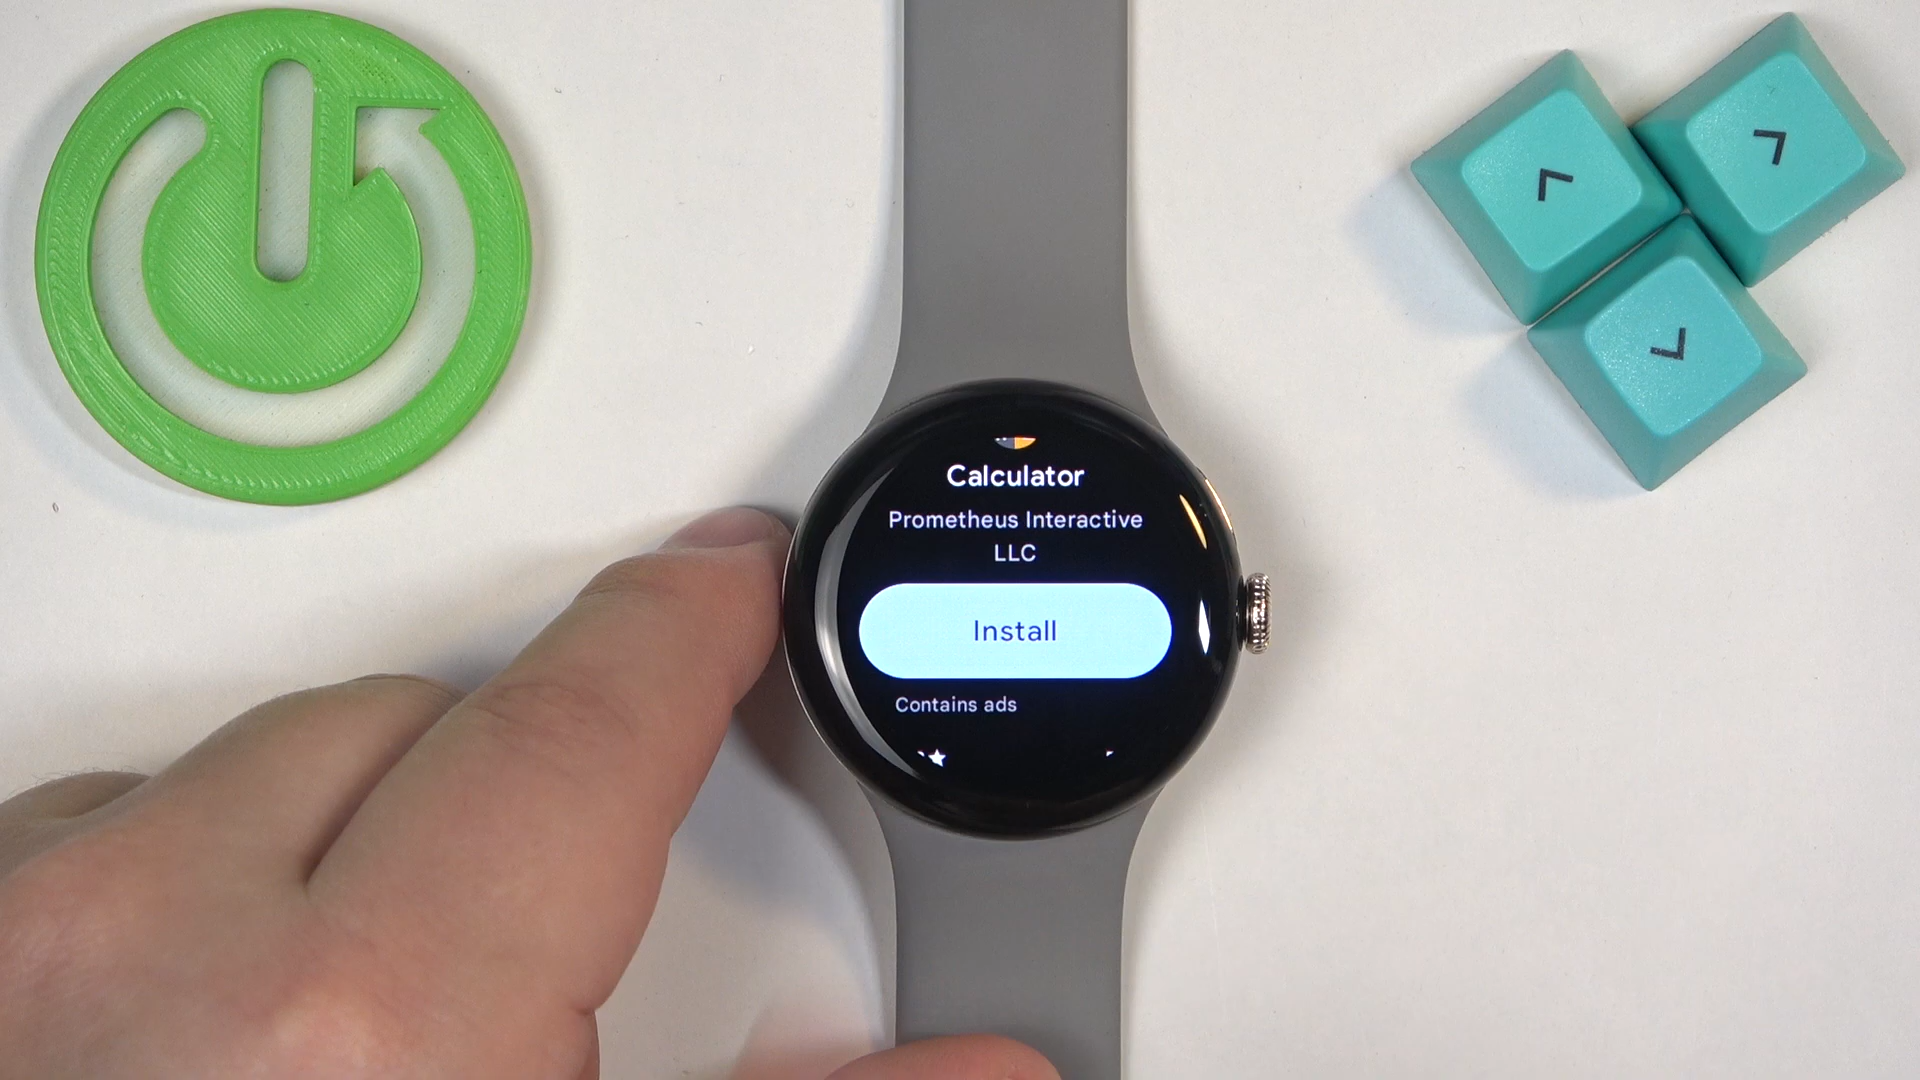 Calculator
Prometheus Interactive
LLC
Install
Contains ads